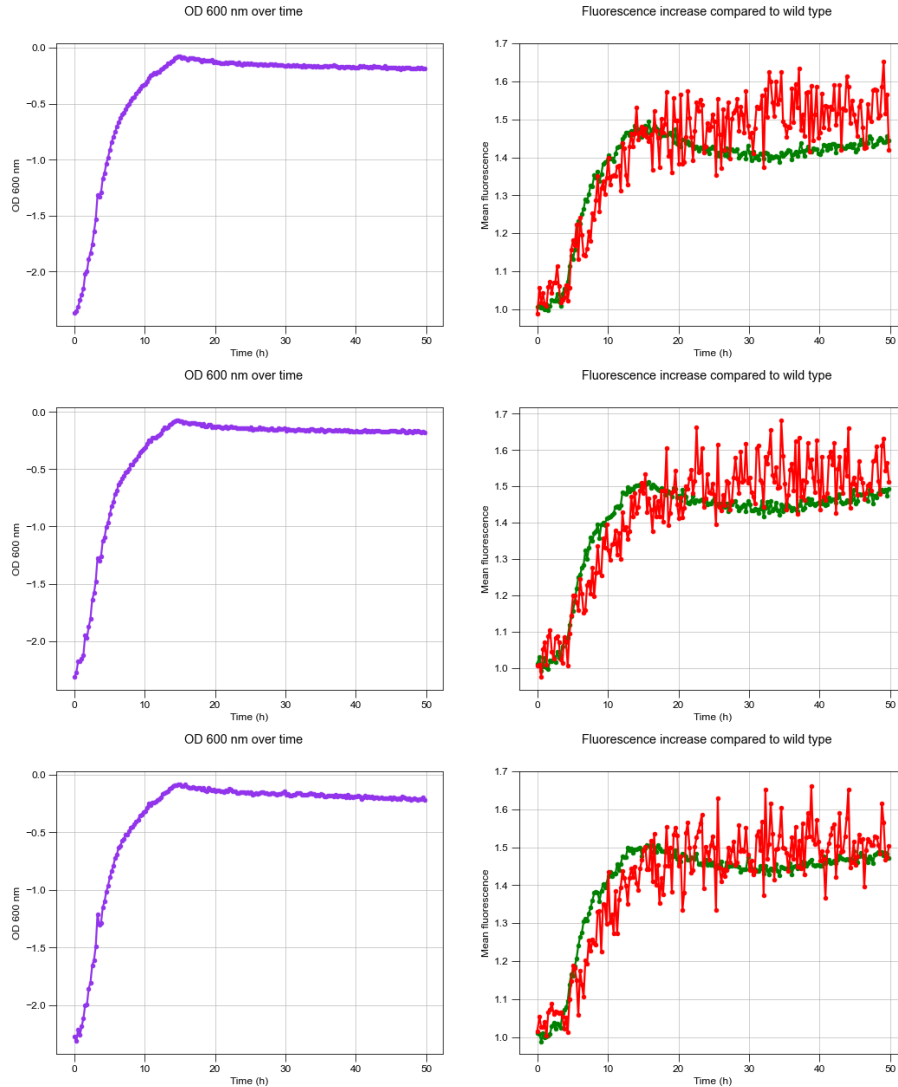 OD 600 nm over time
Fluorescence increase compared to wild type
OD 600 nm
0.0
−0.5
−1.0
−1.5
−2.0
0 10 20 30 40 50
Time (h)
Mean fluorescence
1.7
1.6
1.5
1.4
1.3
1.2
1.1
1.0
0 10 20 30 40 50
Time (h)
OD 600 nm over time
Fluorescence increase compared to wild type
OD 600 nm
0.0
−0.5
−1.0
−1.5
−2.0
0 10 20 30 40 50
Time (h)
Mean fluorescence
1.7
1.6
1.5
1.4
1.3
1.2
1.1
1.0
0 10 20 30 40 50
Time (h)
OD 600 nm over time
Fluorescence increase compared to wild type
OD 600 nm
0.0
−0.5
−1.0
−1.5
−2.0
0 10 20 30 40 50
Time (h)
Mean fluorescence
1.7
1.6
1.5
1.4
1.3
1.2
1.1
1.0
0 10 20 30 40 50
Time (h)